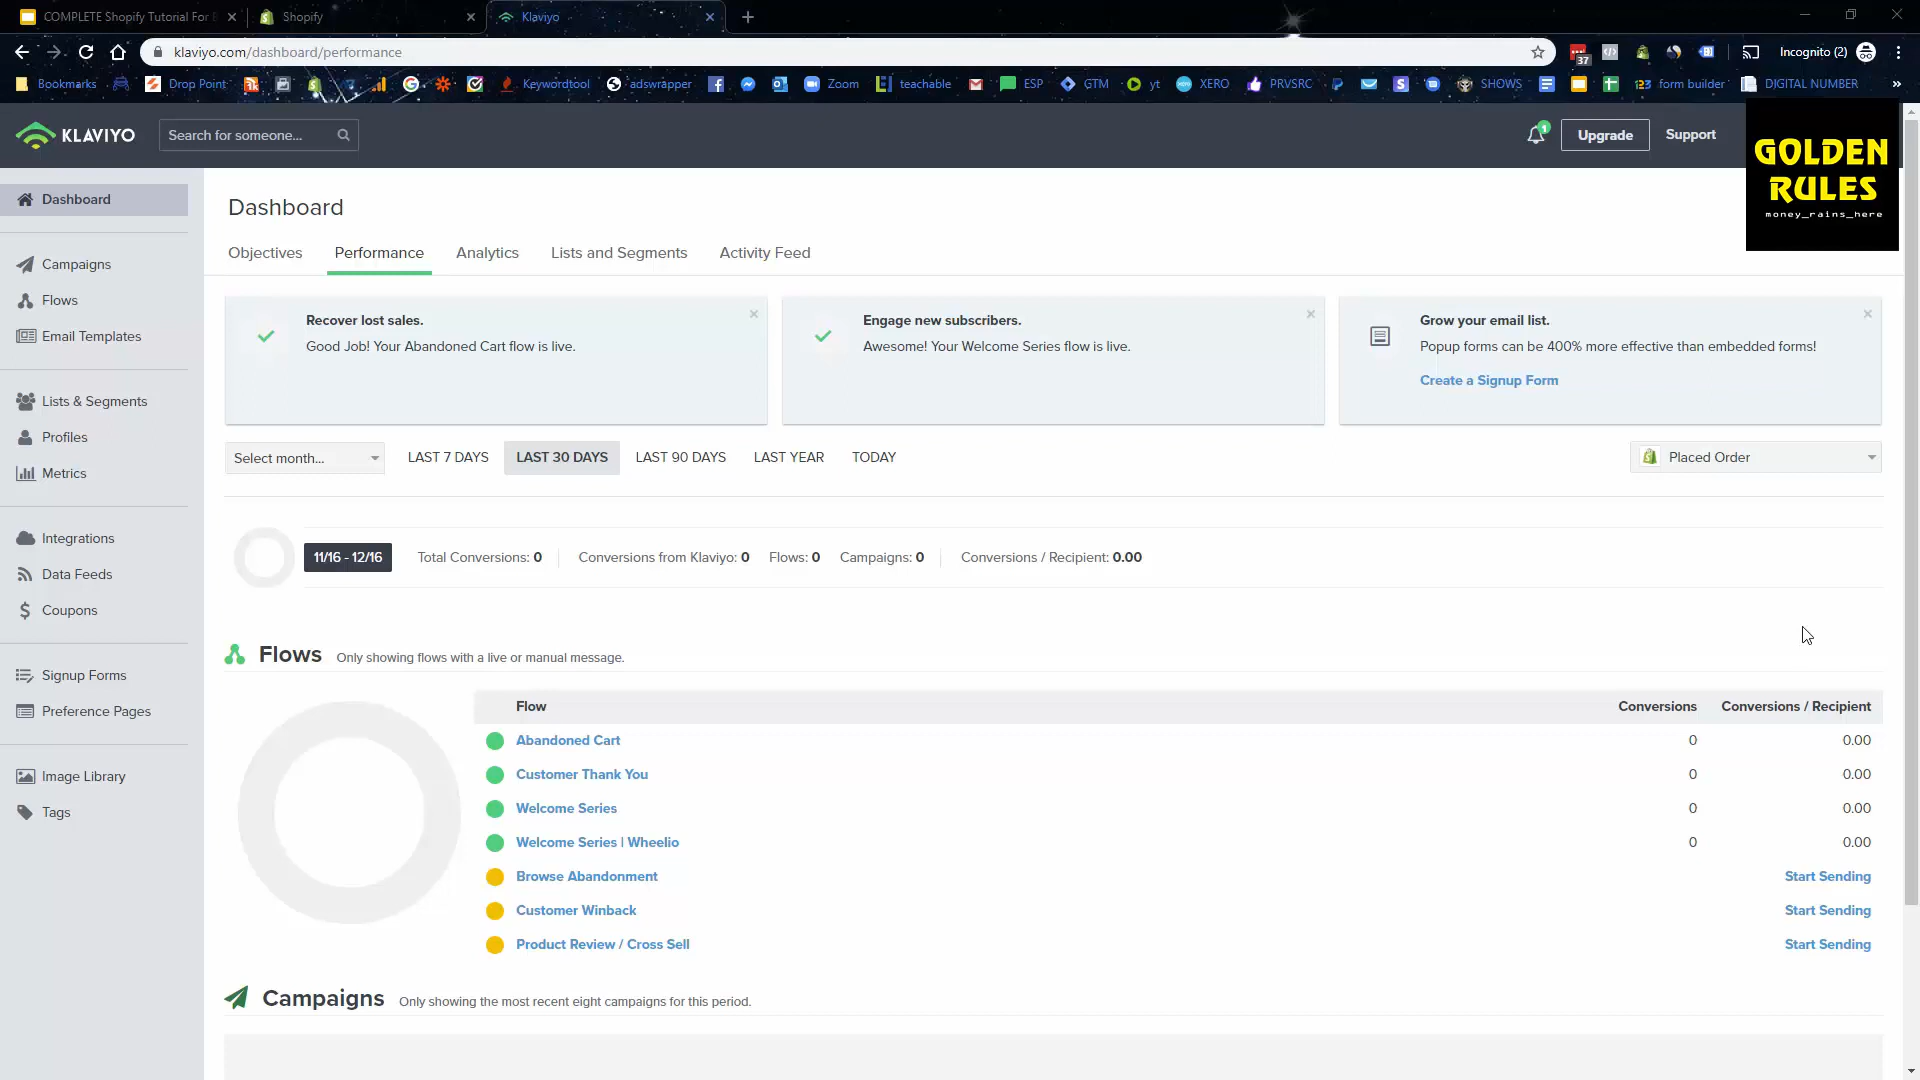 COMPLETE Shopify Tutorial For B
Shopify
Klaviyo
klaviyo.com/dashboard/performance
37
Incognito (2)
Bookmarks
Drop Point
Keywordtool
adswrapper
Zoom
teachable
ESP
GTM
yt
XERO
PRVSRC
SHOWS
123 form builder
DIGITAL NUMBER
KLAVIYO
Search for someone...
1
Upgrade
Support
GOLDEN
RULES
money_rains_here
Dashboard
Campaigns
Flows
Email Templates
Lists & Segments
Profiles
Metrics
Integrations
Data Feeds
Coupons
Signup Forms
Preference Pages
Image Library
Tags
Dashboard
Objectives Performance Analytics Lists and Segments Activity Feed
Recover lost sales.
Good Job! Your Abandoned Cart flow is live.
Engage new subscribers.
Awesome! Your Welcome Series flow is live.
Grow your email list.
Popup forms can be 400% more effective than embedded forms!
Create a Signup Form
Select month... LAST 7 DAYS LAST 30 DAYS LAST 90 DAYS LAST YEAR TODAY Placed Order
11/16 - 12/16 Total Conversions: 0 Conversions from Klaviyo: 0 Flows: 0 Campaigns: 0 Conversions / Recipient: 0.00
Flows Only showing flows with a live or manual message.
Flow Conversions Conversions / Recipient
Abandoned Cart 0 0.00
Customer Thank You 0 0.00
Welcome Series 0 0.00
Welcome Series | Wheelio 0 0.00
Browse Abandonment Start Sending
Customer Winback Start Sending
Product Review / Cross Sell Start Sending
Campaigns Only showing the most recent eight campaigns for this period.